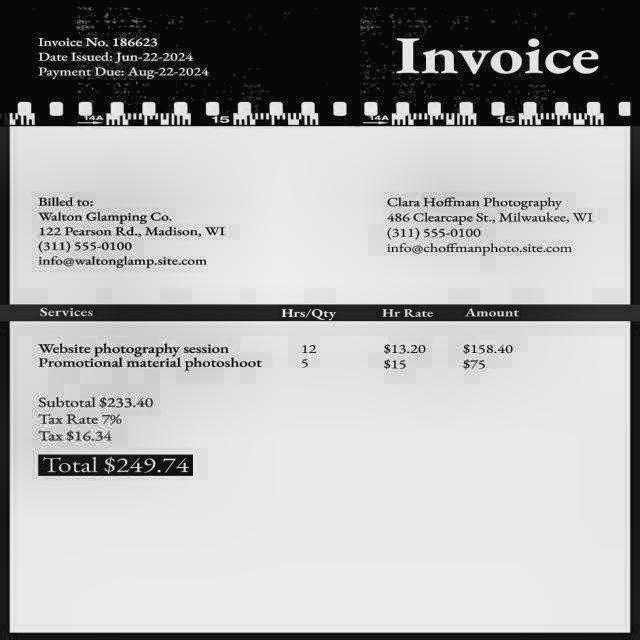 Invoice No. 186623
Date Issued: Jun-22-2024
Payment Due: Aug-22-2024
Invoice
14A 15 14A 15
Billed to:
Walton Glamping Co.
122 Pearson Rd., Madison, WI
(311) 555-0100
info@waltonglamp.site.com
Clara Hoffman Photography
486 Clearcape St., Milwaukee, WI
(311) 555-0100
info@choffmanphoto.site.com
Services Hrs/Qty Hr Rate Amount
Website photography session 12 $13.20 $158.40
Promotional material photoshoot 5 $15 $75
Subtotal $233.40
Tax Rate 7%
Tax $16.34
Total $249.74